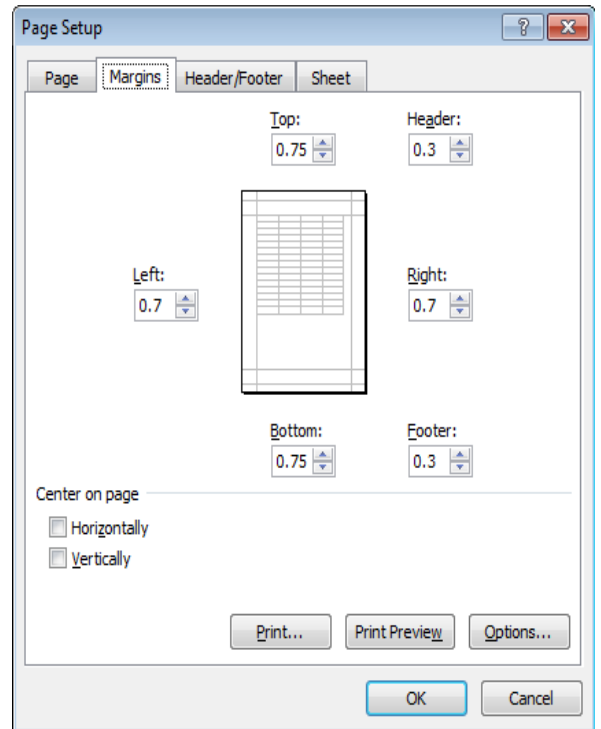 Page Setup
Page Margins Header/Footer Sheet
Top: Header:
0.75 0.3
Left: Right:
0.7 0.7
Bottom: Footer:
0.75 0.3
Center on page
Horizontally
Vertically
Print... Print Preview Options...
OK Cancel